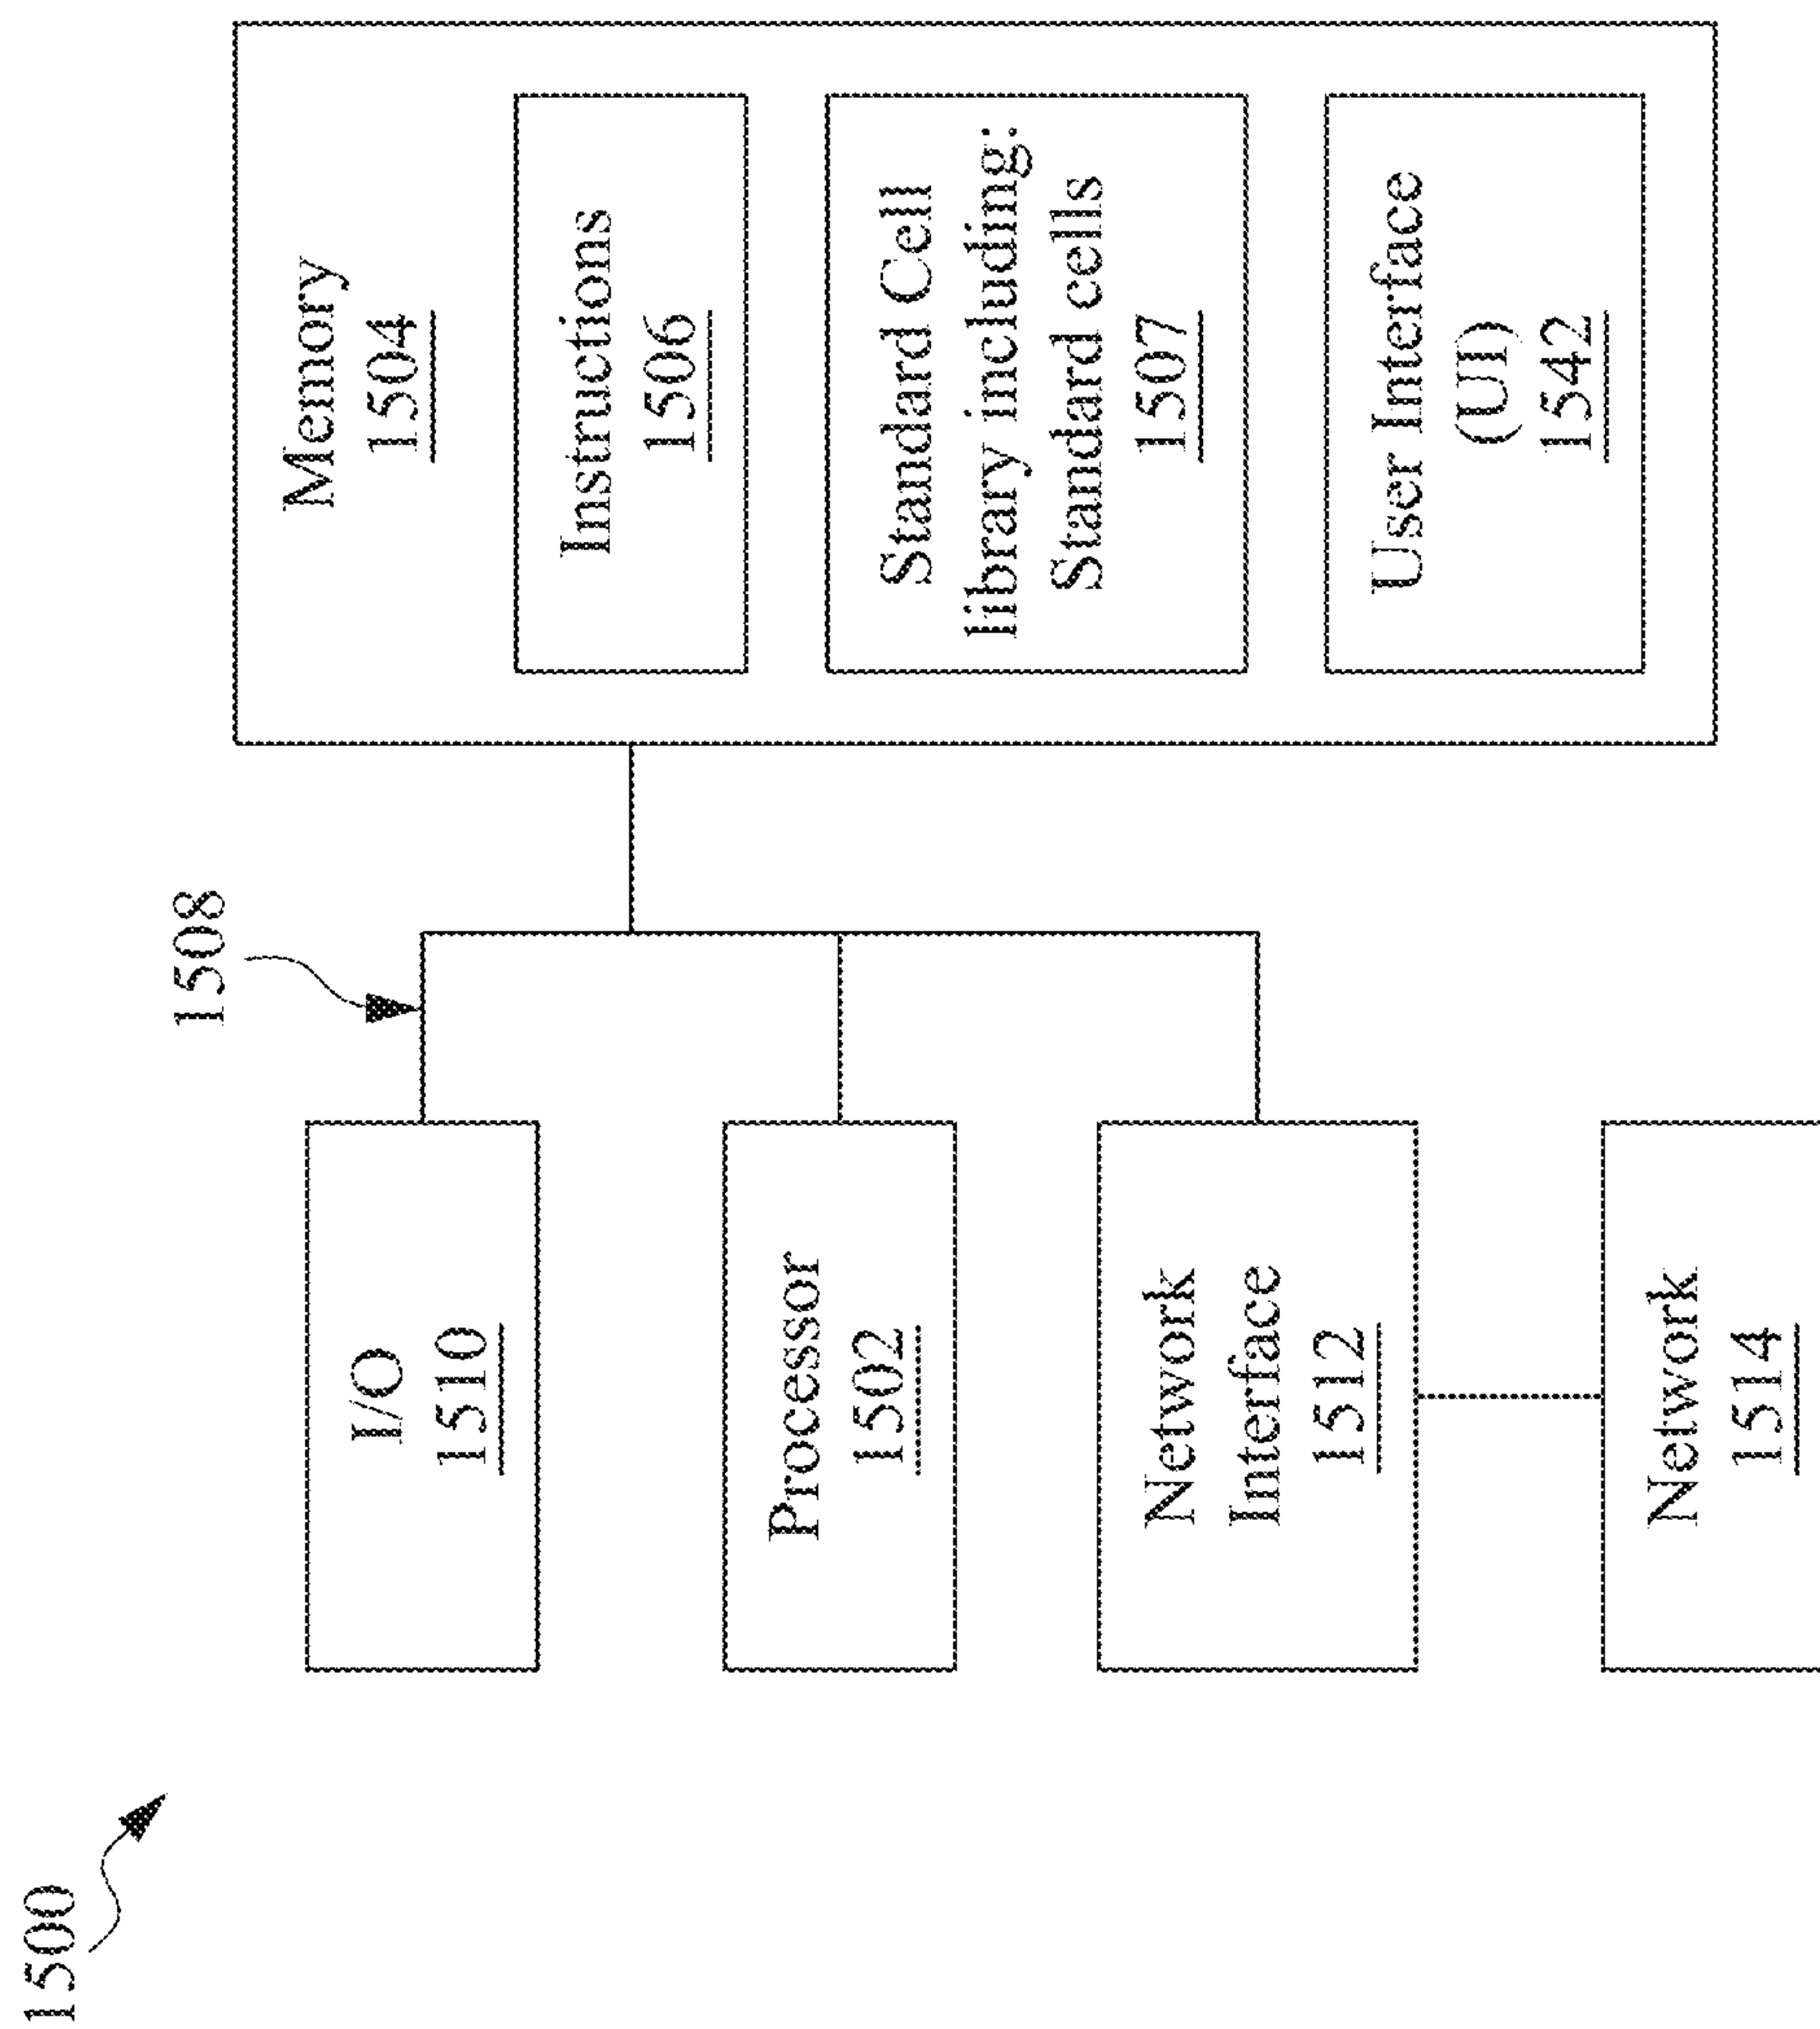 1500
1508
I/O
1510
Processor
1502
Network
Interface
1512
Network
1514
Memory
1504
Instructions
1506
Standard Cell
library including:
Standard cells
1507
User Interface
(UI)
1542